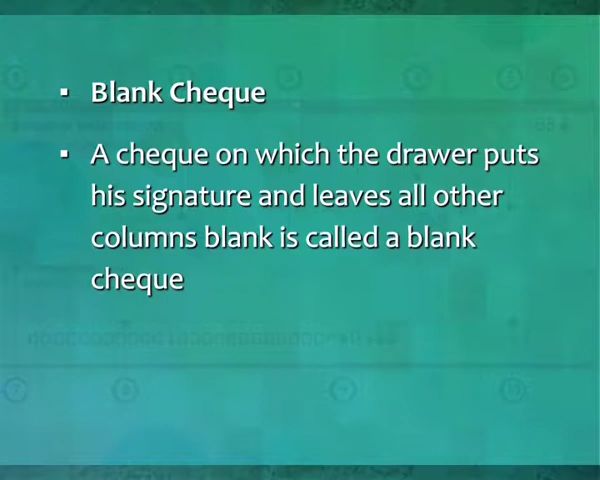 ▪ Blank Cheque
▪ A cheque on which the drawer puts
his signature and leaves all other
columns blank is called a blank
cheque